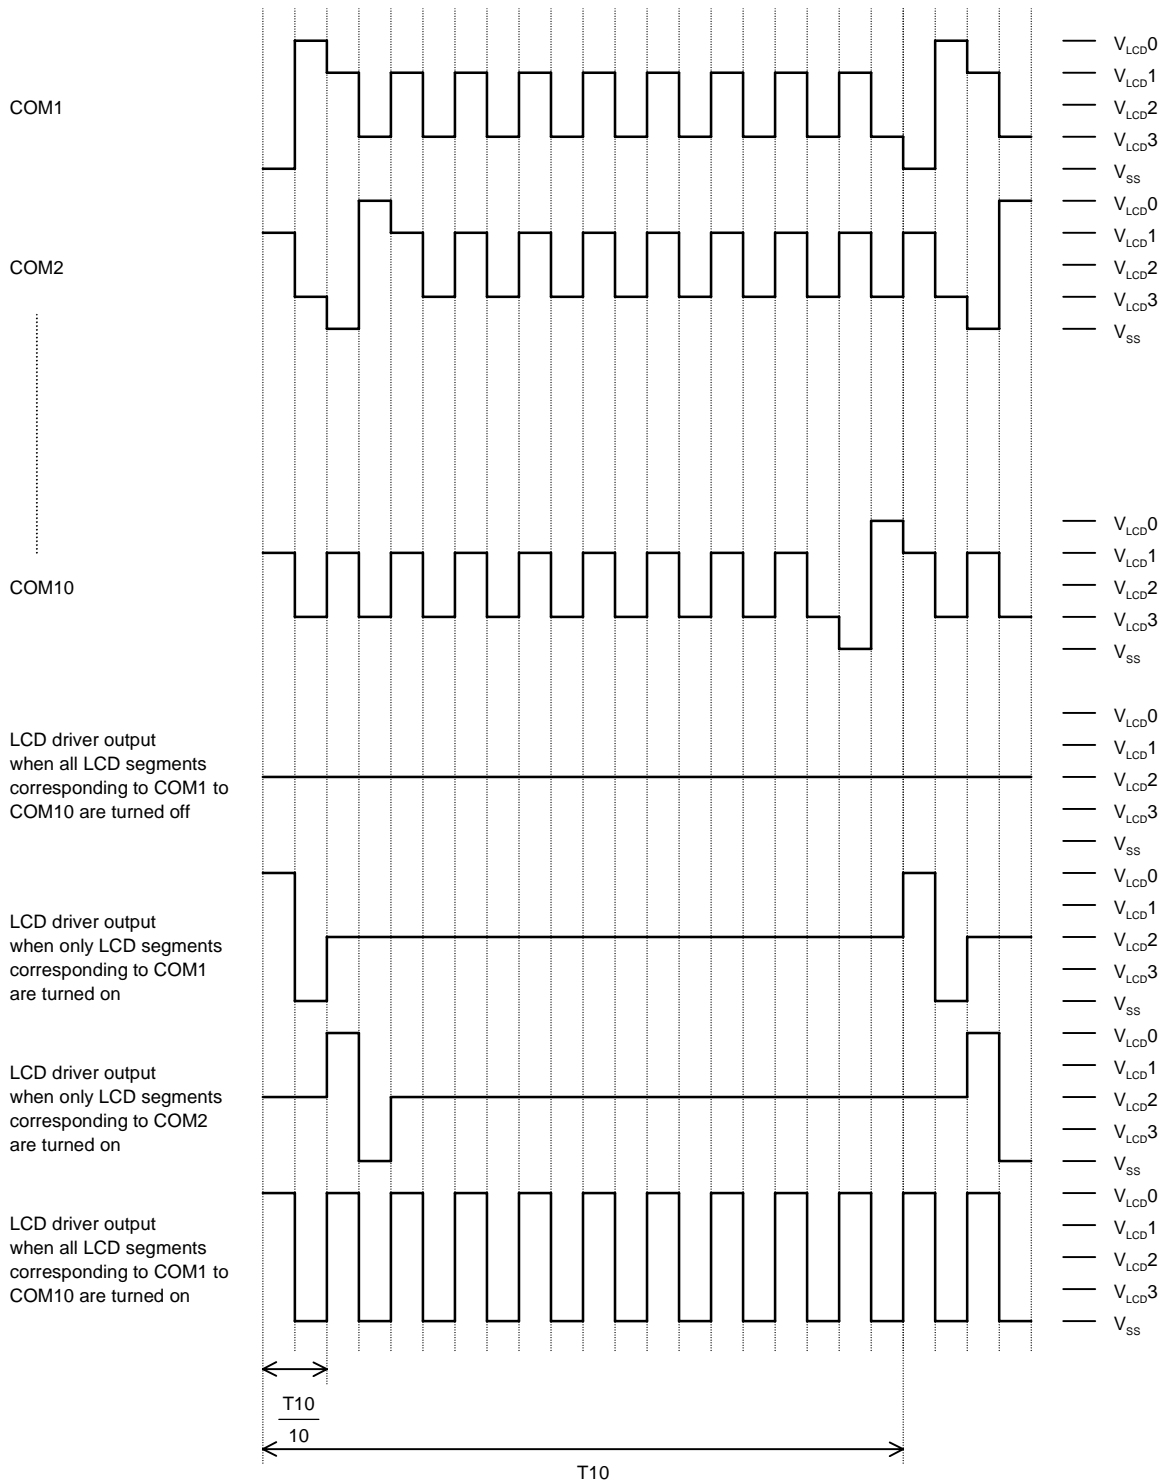 COM1
V_LCD0
V_LCD1
V_LCD2
V_LCD3
V_SS
COM2
V_LCD0
V_LCD1
V_LCD2
V_LCD3
V_SS
COM10
V_LCD0
V_LCD1
V_LCD2
V_LCD3
V_SS
LCD driver output
when all LCD segments
corresponding to COM1 to
COM10 are turned off
V_LCD0
V_LCD1
V_LCD2
V_LCD3
V_SS
LCD driver output
when only LCD segments
corresponding to COM1
are turned on
V_LCD0
V_LCD1
V_LCD2
V_LCD3
V_SS
LCD driver output
when only LCD segments
corresponding to COM2
are turned on
V_LCD0
V_LCD1
V_LCD2
V_LCD3
V_SS
LCD driver output
when all LCD segments
corresponding to COM1 to
COM10 are turned on
V_LCD0
V_LCD1
V_LCD2
V_LCD3
V_SS
T10
10
T10